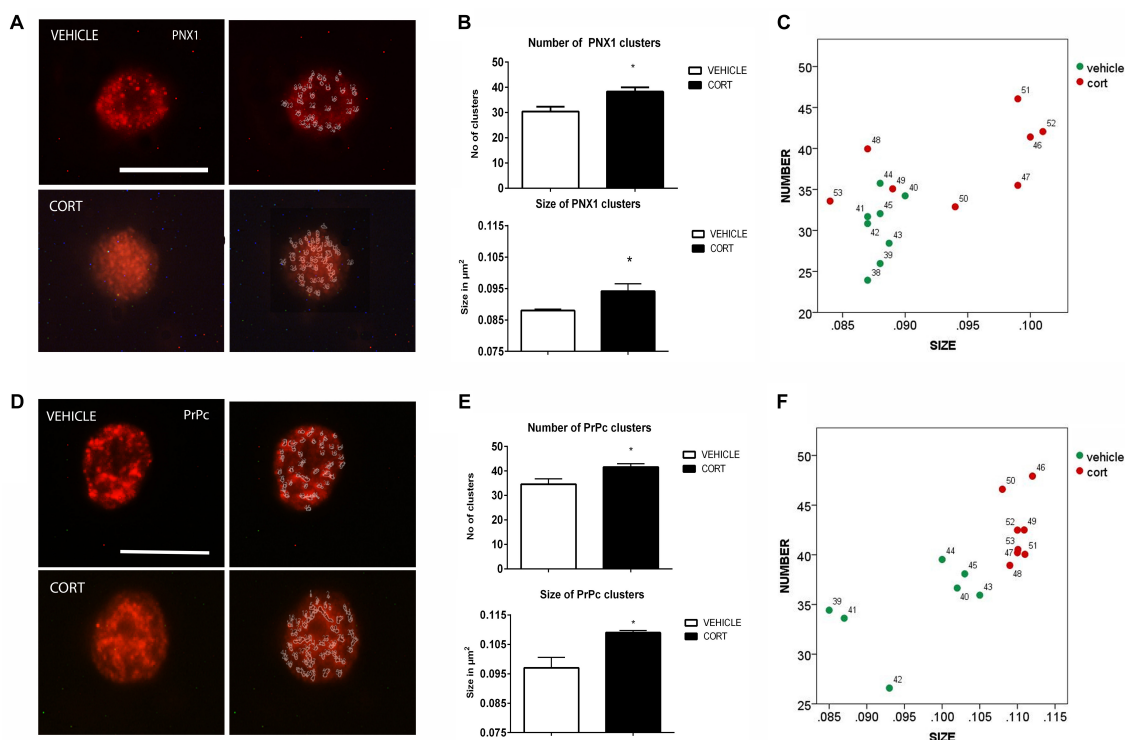 A
VEHICLE PNX1
CORT
B
Number of PNX1 clusters
No of clusters
50
40
30
20
10
0
*
VEHICLE
CORT
Size of PNX1 clusters
Size in µm²
0.115
0.105
0.095
0.085
0.075
*
VEHICLE
CORT
C
NUMBER
50
45
40
35
30
25
20
51
52
46
48
47
44
49
40
53
50
45
41
42
43
39
38
.085 .090 .095 .100
SIZE
vehicle
cort
D
VEHICLE PrPc
CORT
E
Number of PrPc clusters
No of clusters
50
40
30
20
10
0
*
VEHICLE
CORT
Size of PrPc clusters
Size in µm²
0.115
0.105
0.095
0.085
0.075
*
VEHICLE
CORT
F
NUMBER
50
45
40
35
30
25
46
50
52 49
53
47 51
48
44
45
40 43
39
41
42
.085 .090 .095 .100 .105 .110 .115
SIZE
vehicle
cort